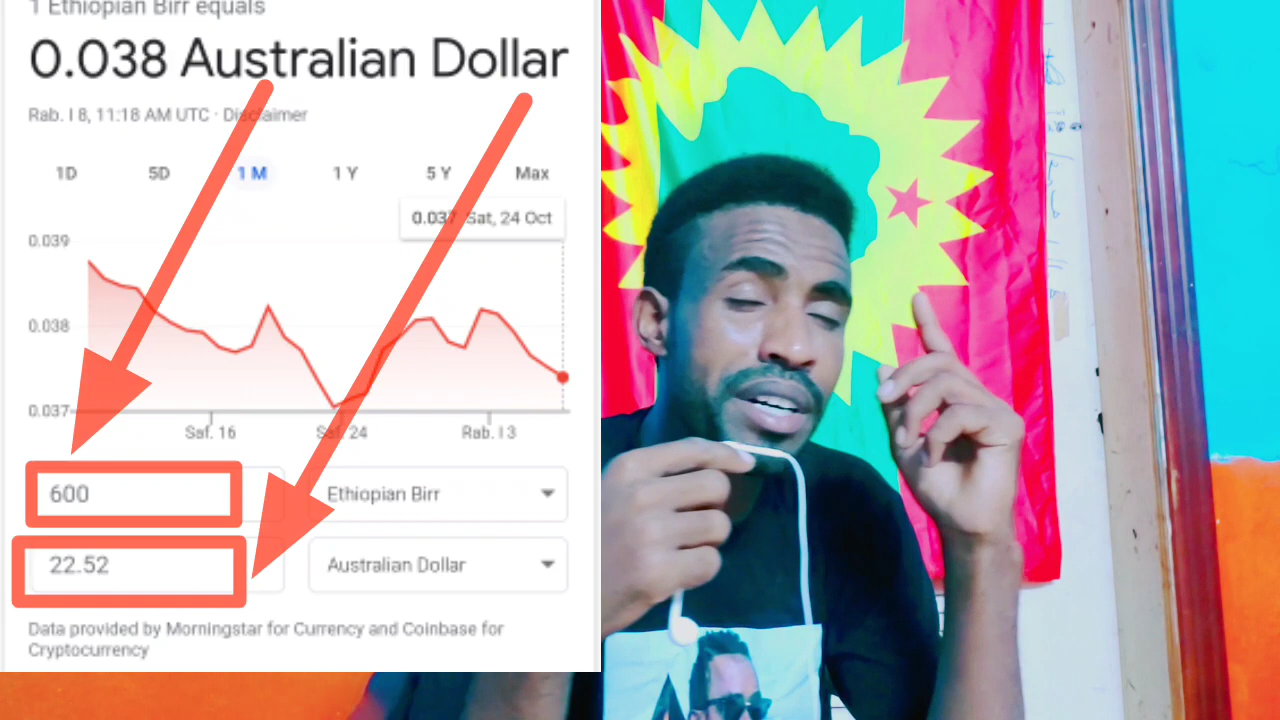 1 Ethiopian Birr equals
0.038 Australian Dollar
Rab. I 8, 11:18 AM UTC · Disclaimer
1D 5D 1 M 1 Y 5 Y Max
0.037 Sat, 24 Oct
0.039
0.038
0.037
Saf. 16 Saf. 24 Rab. I 3
600 Ethiopian Birr
22.52 Australian Dollar
Data provided by Morningstar for Currency and Coinbase for
Cryptocurrency